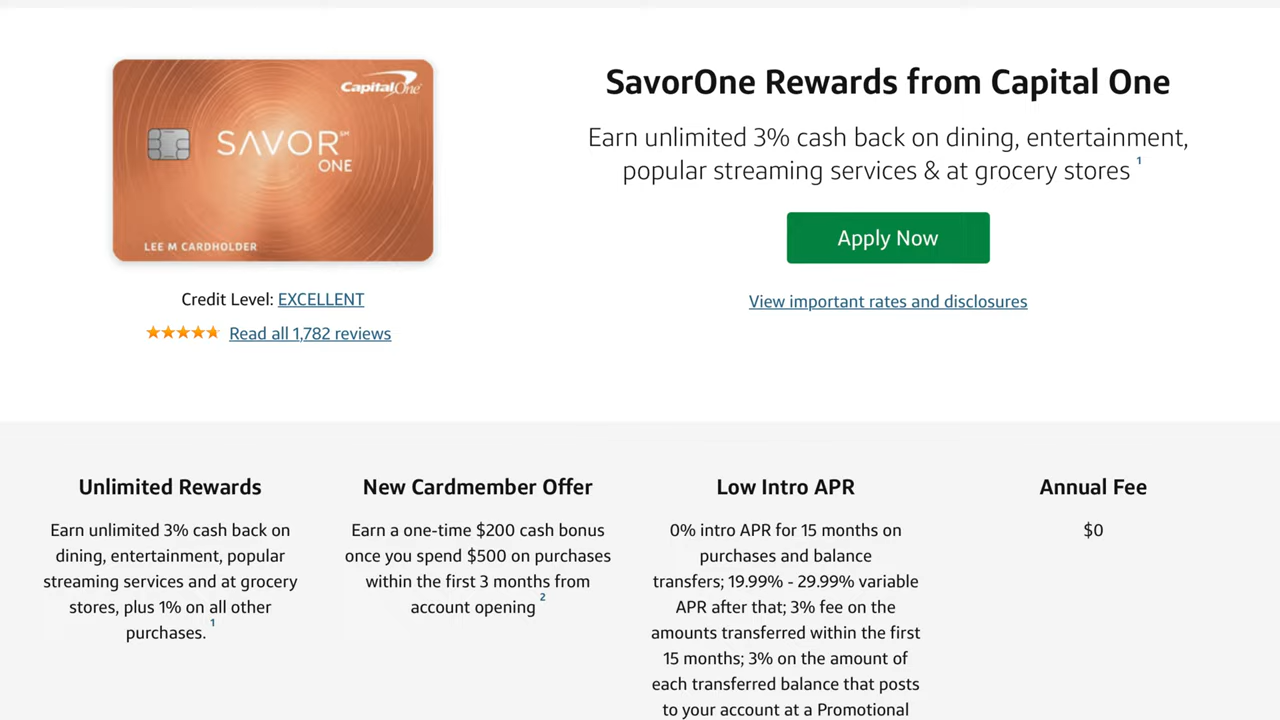 CapitalOne
SAVOR℠
ONE
LEE M CARDHOLDER
Credit Level: EXCELLENT
Read all 1,782 reviews
SavorOne Rewards from Capital One
Earn unlimited 3% cash back on dining, entertainment,
popular streaming services & at grocery stores 1
Apply Now
View important rates and disclosures
Unlimited Rewards
Earn unlimited 3% cash back on
dining, entertainment, popular
streaming services and at grocery
stores, plus 1% on all other
purchases. 1
New Cardmember Offer
Earn a one-time $200 cash bonus
once you spend $500 on purchases
within the first 3 months from
account opening 2
Low Intro APR
0% intro APR for 15 months on
purchases and balance
transfers; 19.99% - 29.99% variable
APR after that; 3% fee on the
amounts transferred within the first
15 months; 3% on the amount of
each transferred balance that posts
to your account at a Promotional
Annual Fee
$0